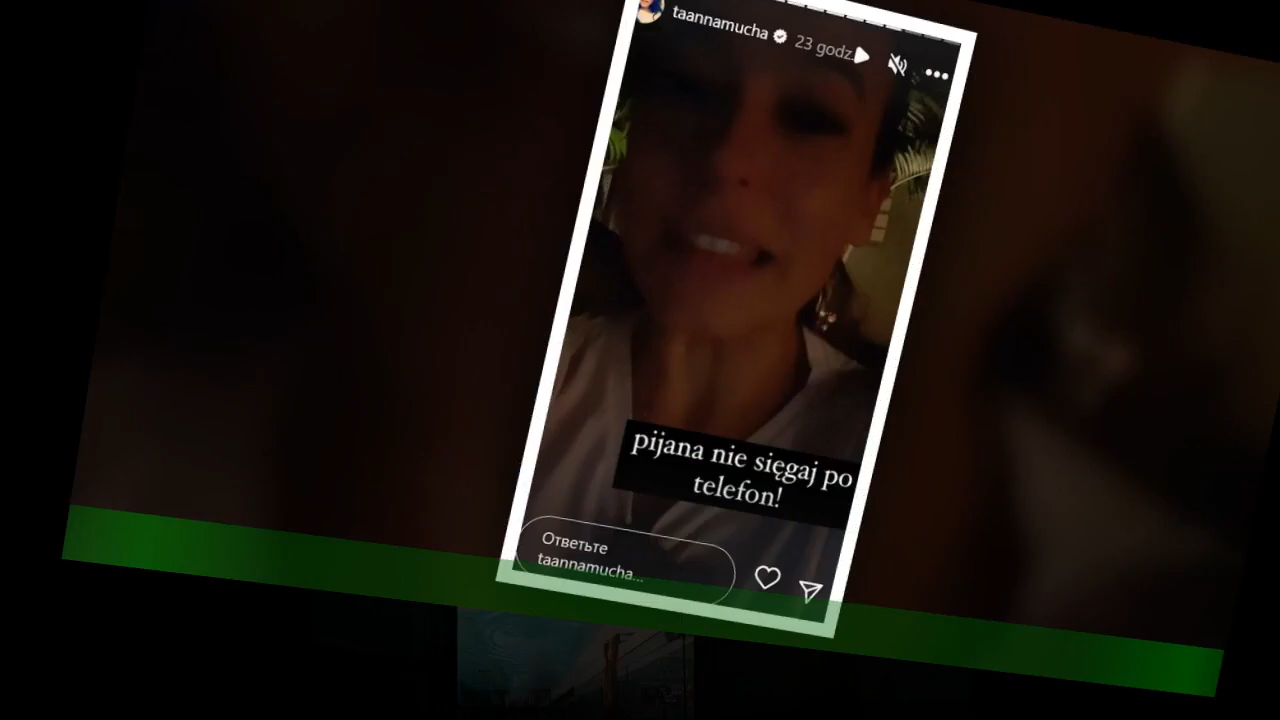 taannamucha 23 godz.
pijana nie sięgaj po
telefon!
Ответьте
taannamucha...